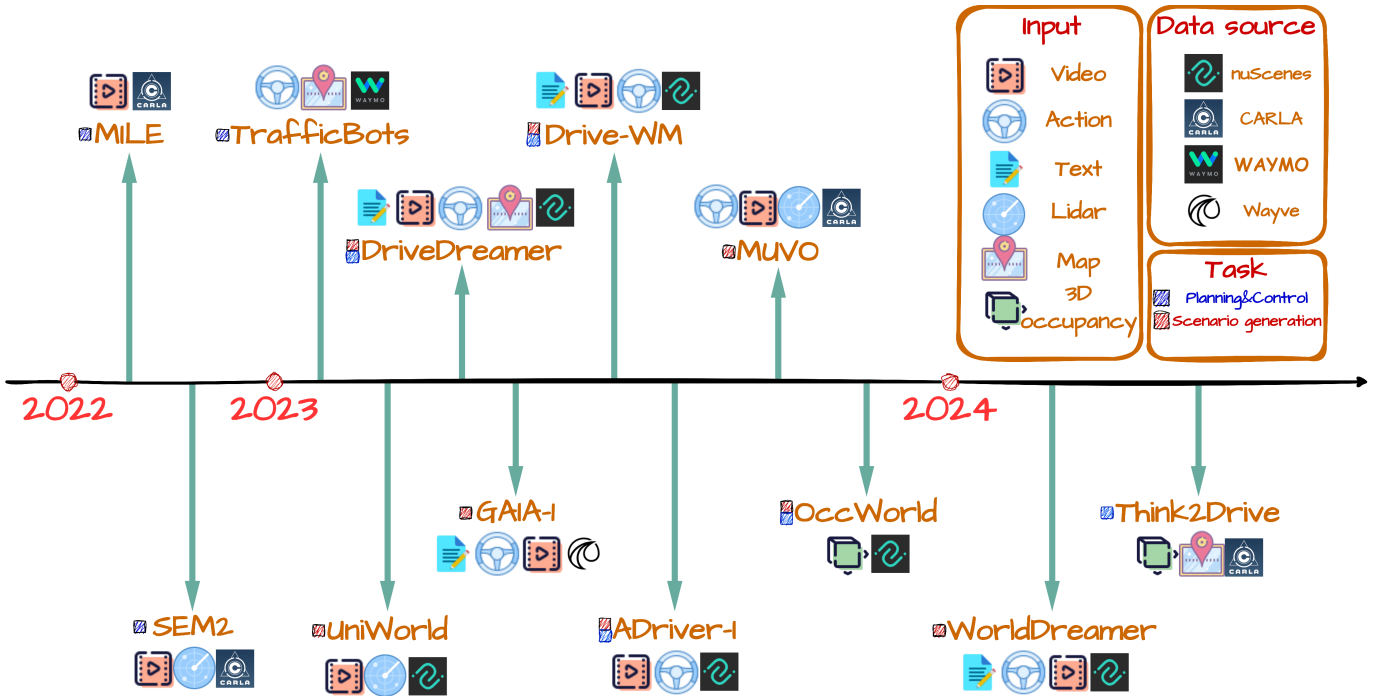 Input
Video
Action
Text
Lidar
Map
3D
occupancy
Data source
nuScenes
CARLA
CARLA
WAYMO
WAYMO
Wayve
Task
Planning&Control
Scenario generation
CARLA
MILE
WAYMO
TrafficBots
Drive-WM
DriveDreamer
CARLA
MUVO
2022
2023
2024
GAIA-1
OccWorld
Think2Drive
CARLA
SEM2
CARLA
UniWorld
ADriver-1
WorldDreamer